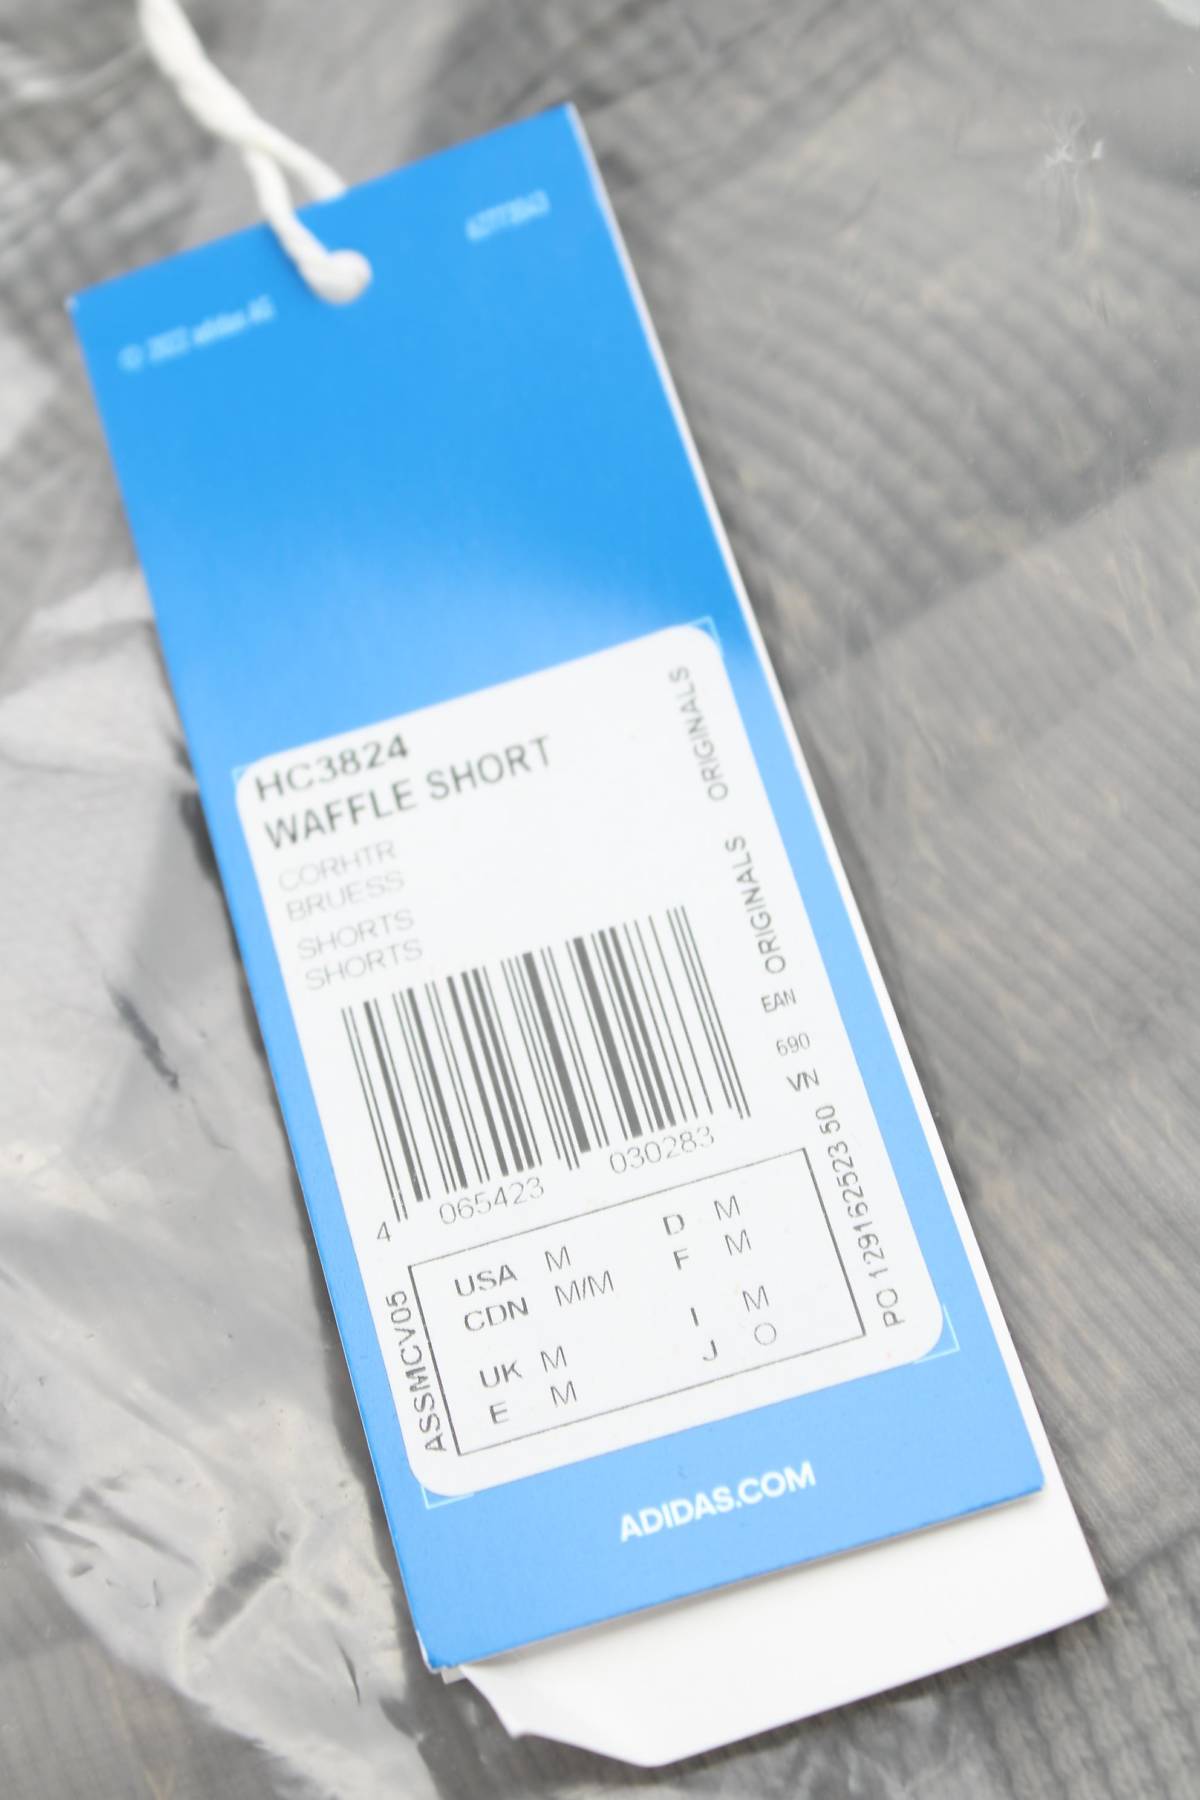 © 2022 adidas AG
HC3824
WAFFLE SHORT
CORHTR
BRUESS
SHORTS
SHORTS
ORIGINALS
ORIGINALS
EAN
690
VN
PO 129162523 50
4 065423 030283
ASSMCV05
USA M D M
CDN M/M F M
UK M I M
E M J O
ADIDAS.COM